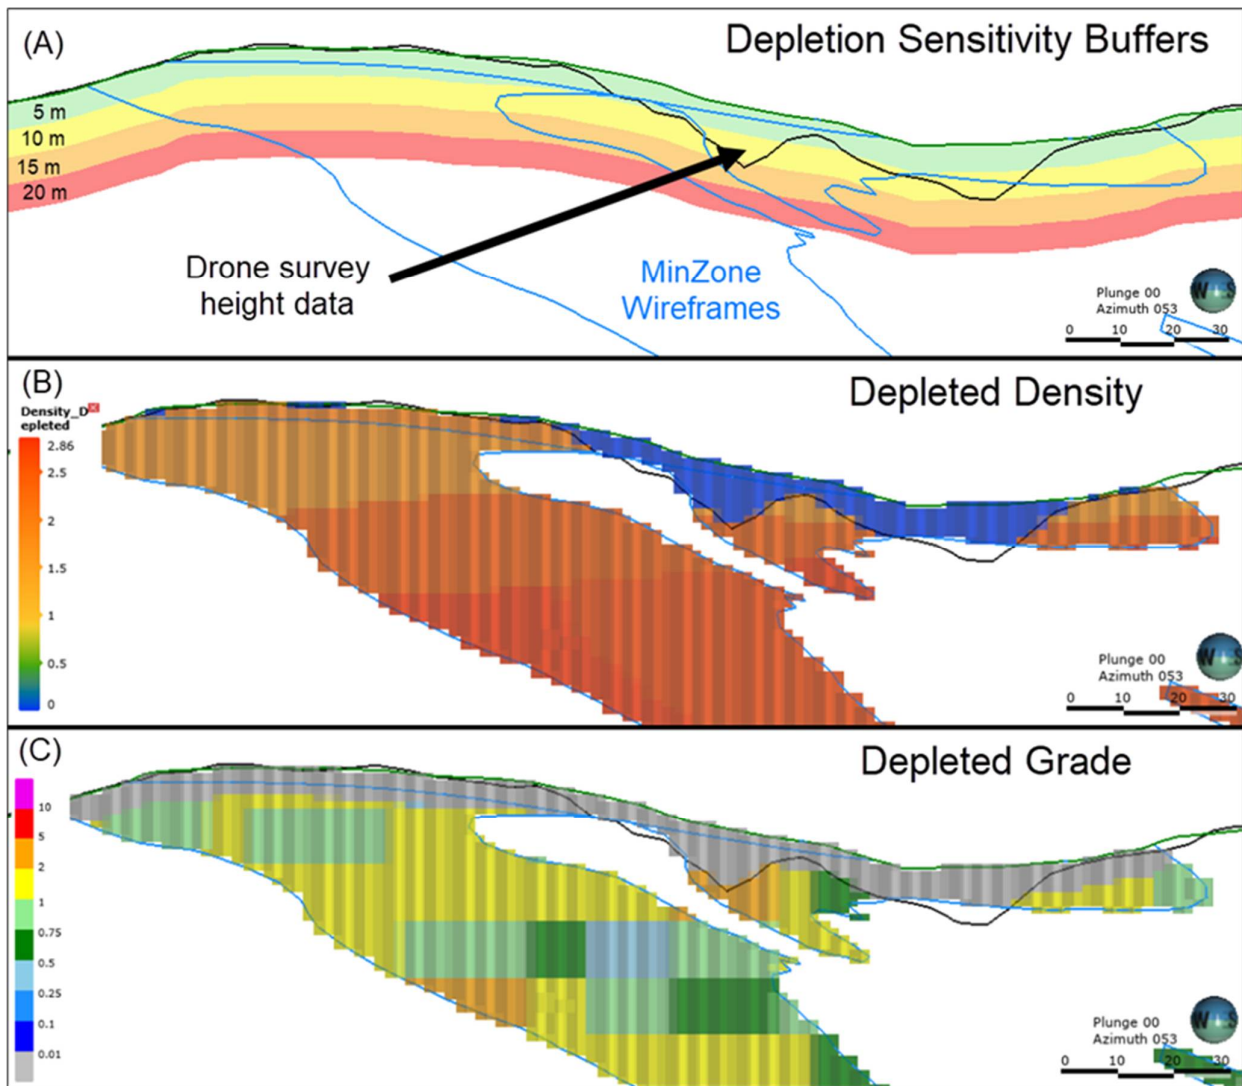 (A)
Depletion Sensitivity Buffers
5 m
10 m
15 m
20 m
Drone survey
height data
MinZone
Wireframes
Plunge 00
Azimuth 053
0 10 20 30
(B)
Depleted Density
Density_D
epleted
2.86
2.5
2
1.5
1
0.5
0
Plunge 00
Azimuth 053
0 10 20 30
(C)
Depleted Grade
10
5
2
1
0.75
0.5
0.25
0.1
0.01
Plunge 00
Azimuth 053
0 10 20 30